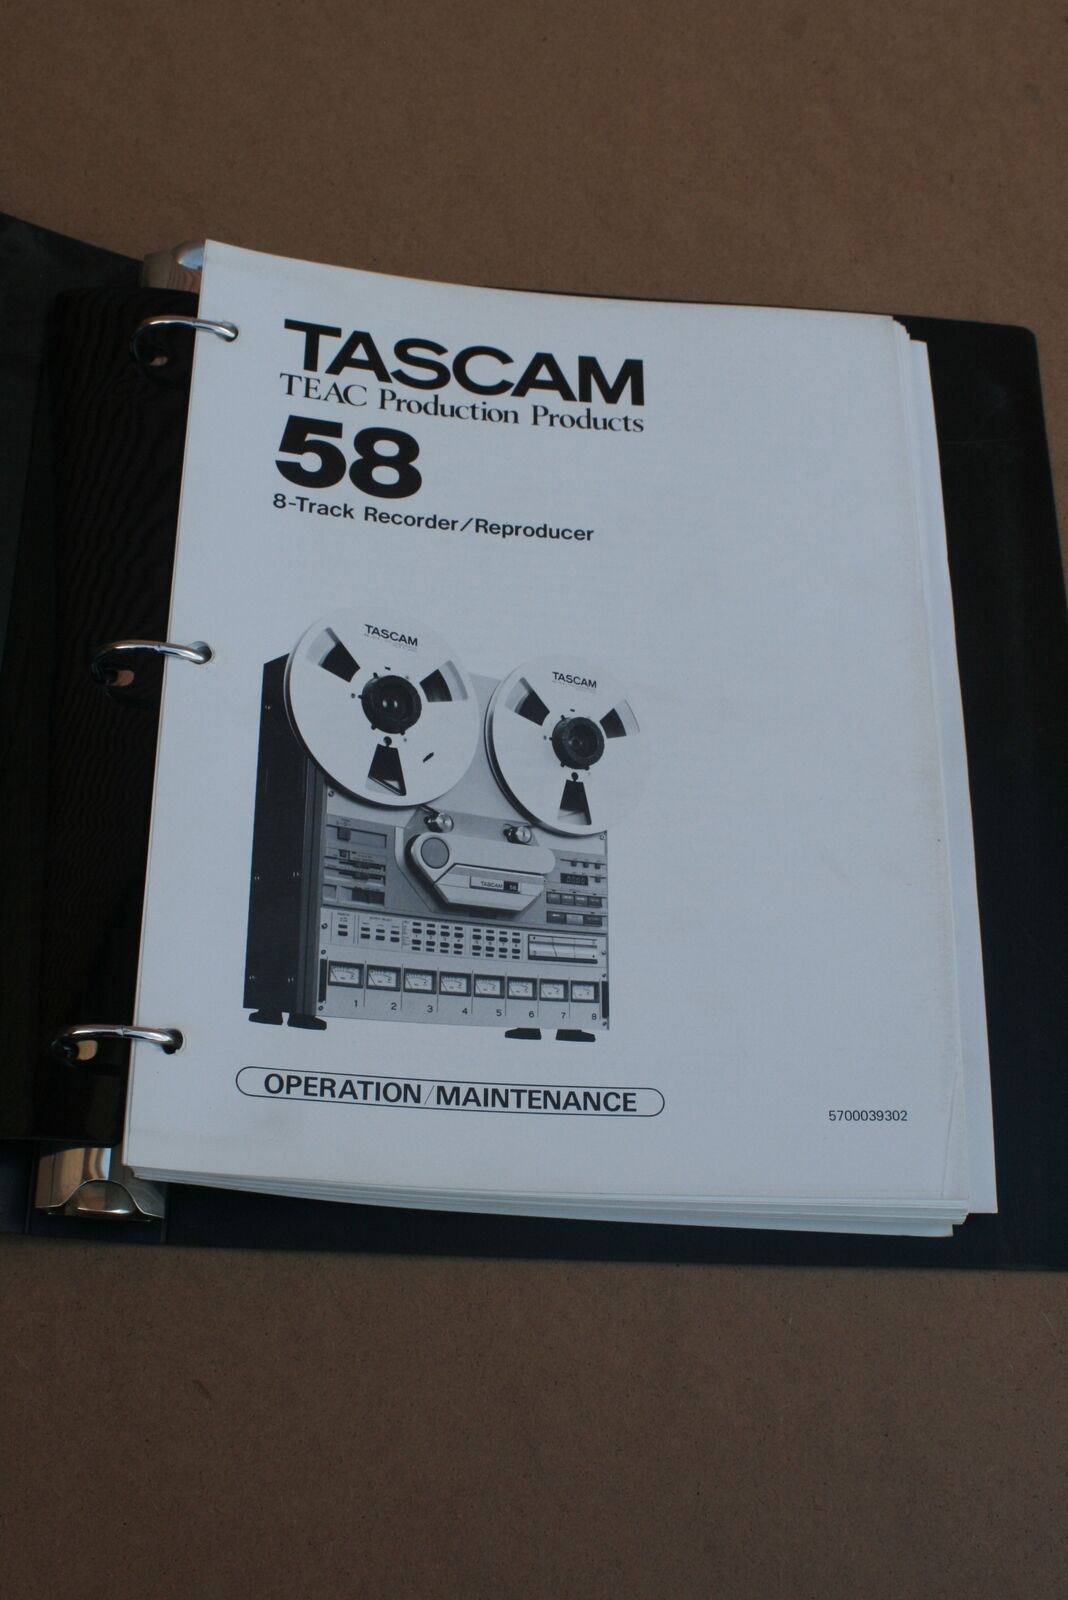 TASCAM
TEAC Production Products
58
8-Track Recorder/Reproducer
TASCAM
TASCAM
TASCAM 58
1 2 3 4 5 6 7 8
OPERATION/MAINTENANCE
5700039302